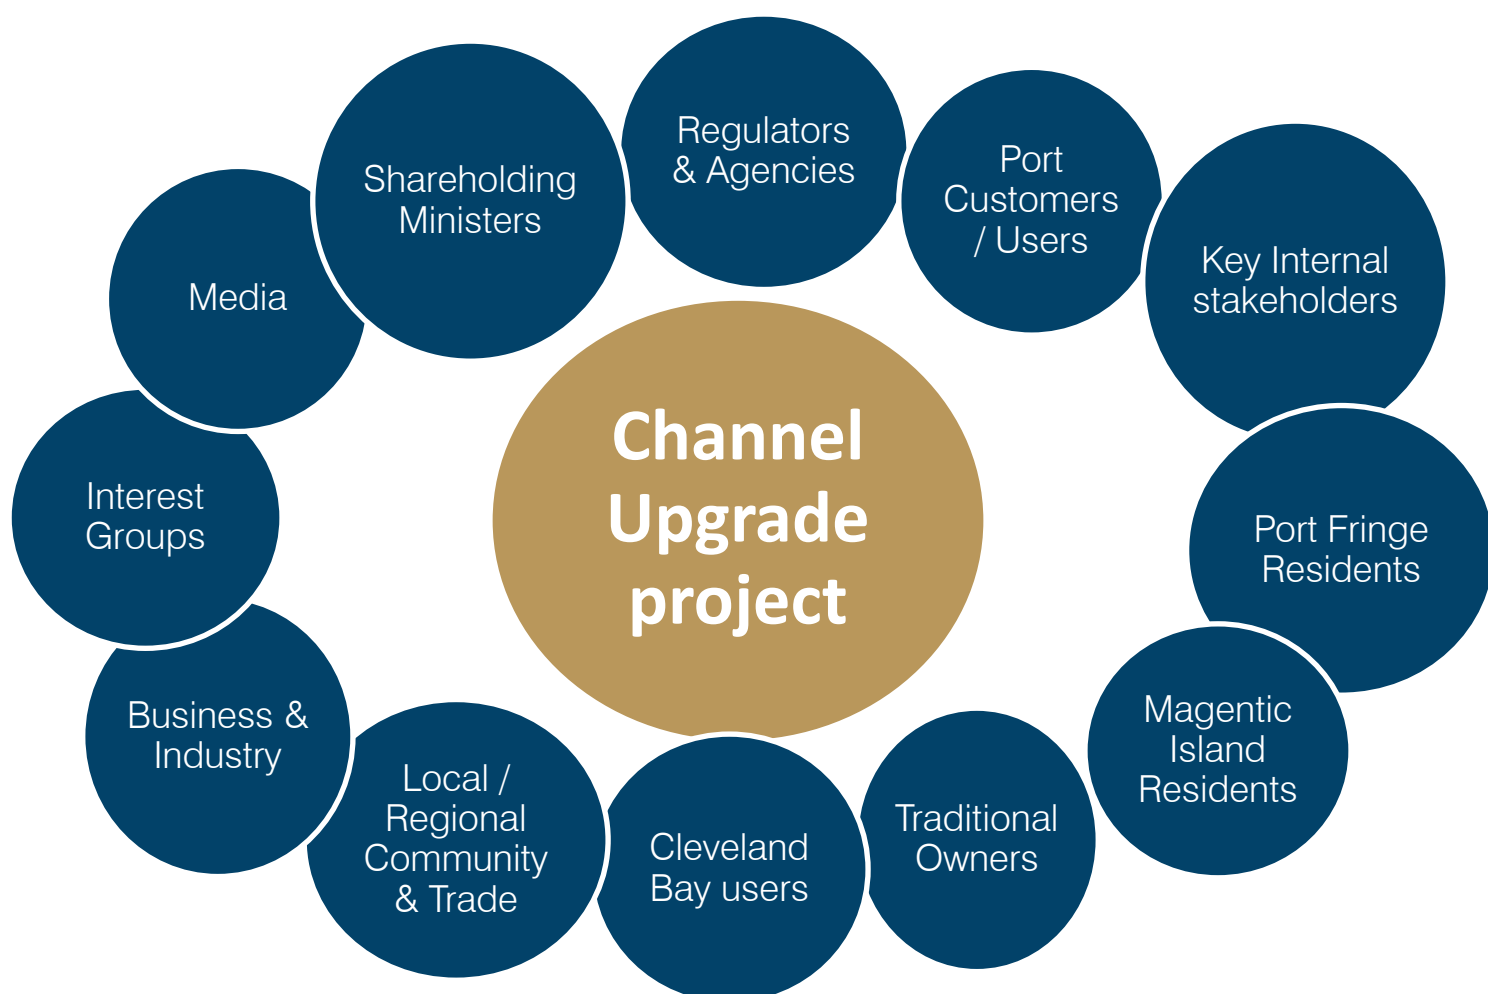 Regulators
& Agencies
Port
Customers
/ Users
Shareholding
Ministers
Key Internal
stakeholders
Media
Channel
Upgrade
project
Interest
Groups
Port Fringe
Residents
Business &
Industry
Magentic
Island
Residents
Local /
Regional
Community
& Trade
Cleveland
Bay users
Traditional
Owners